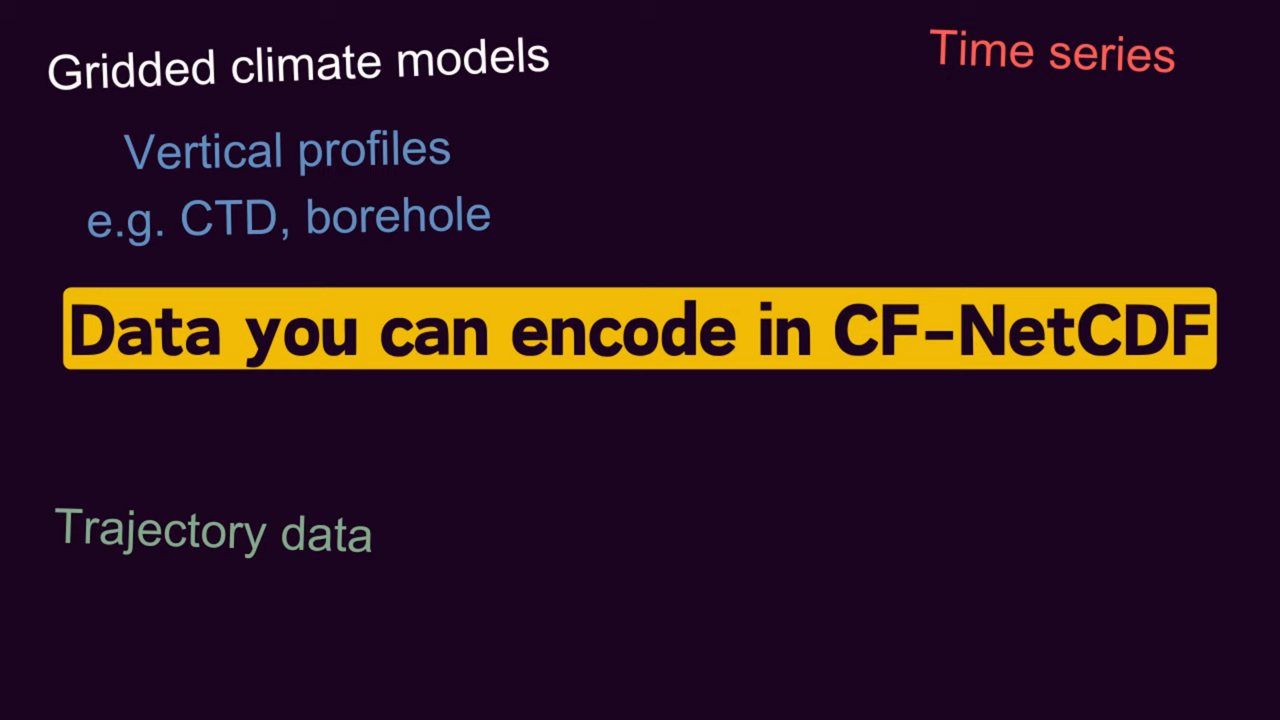 Gridded climate models
Time series
Vertical profiles
e.g. CTD, borehole
Data you can encode in CF-NetCDF
Trajectory data